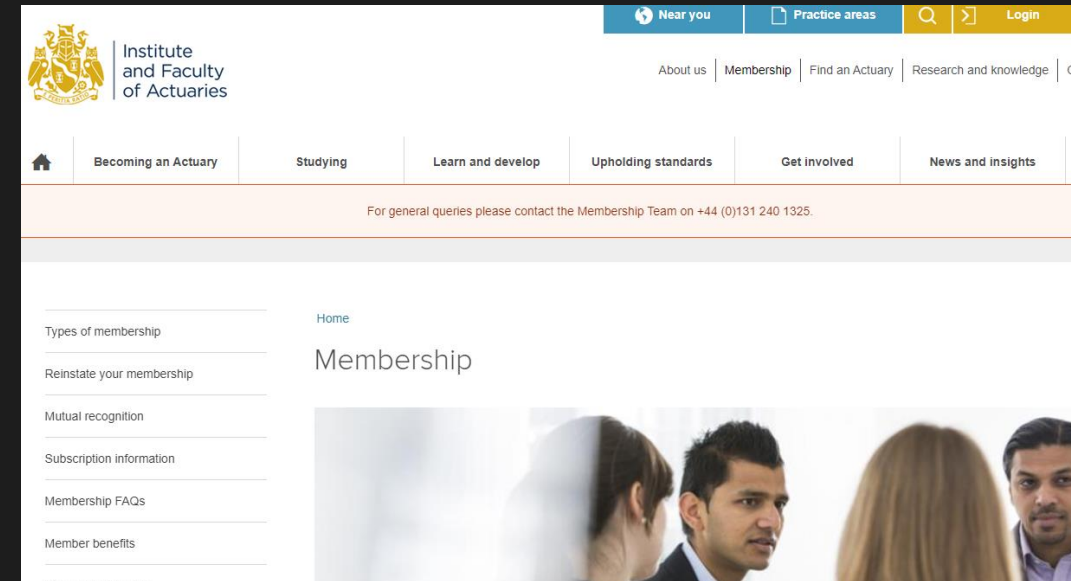 Near you
Practice areas
Login
Institute
and Faculty
of Actuaries
About us
Membership
Find an Actuary
Research and knowledge
Becoming an Actuary
Studying
Learn and develop
Upholding standards
Get involved
News and insights
For general queries please contact the Membership Team on +44 (0)131 240 1325.
Types of membership
Reinstate your membership
Mutual recognition
Subscription information
Membership FAQs
Member benefits
Home
Membership